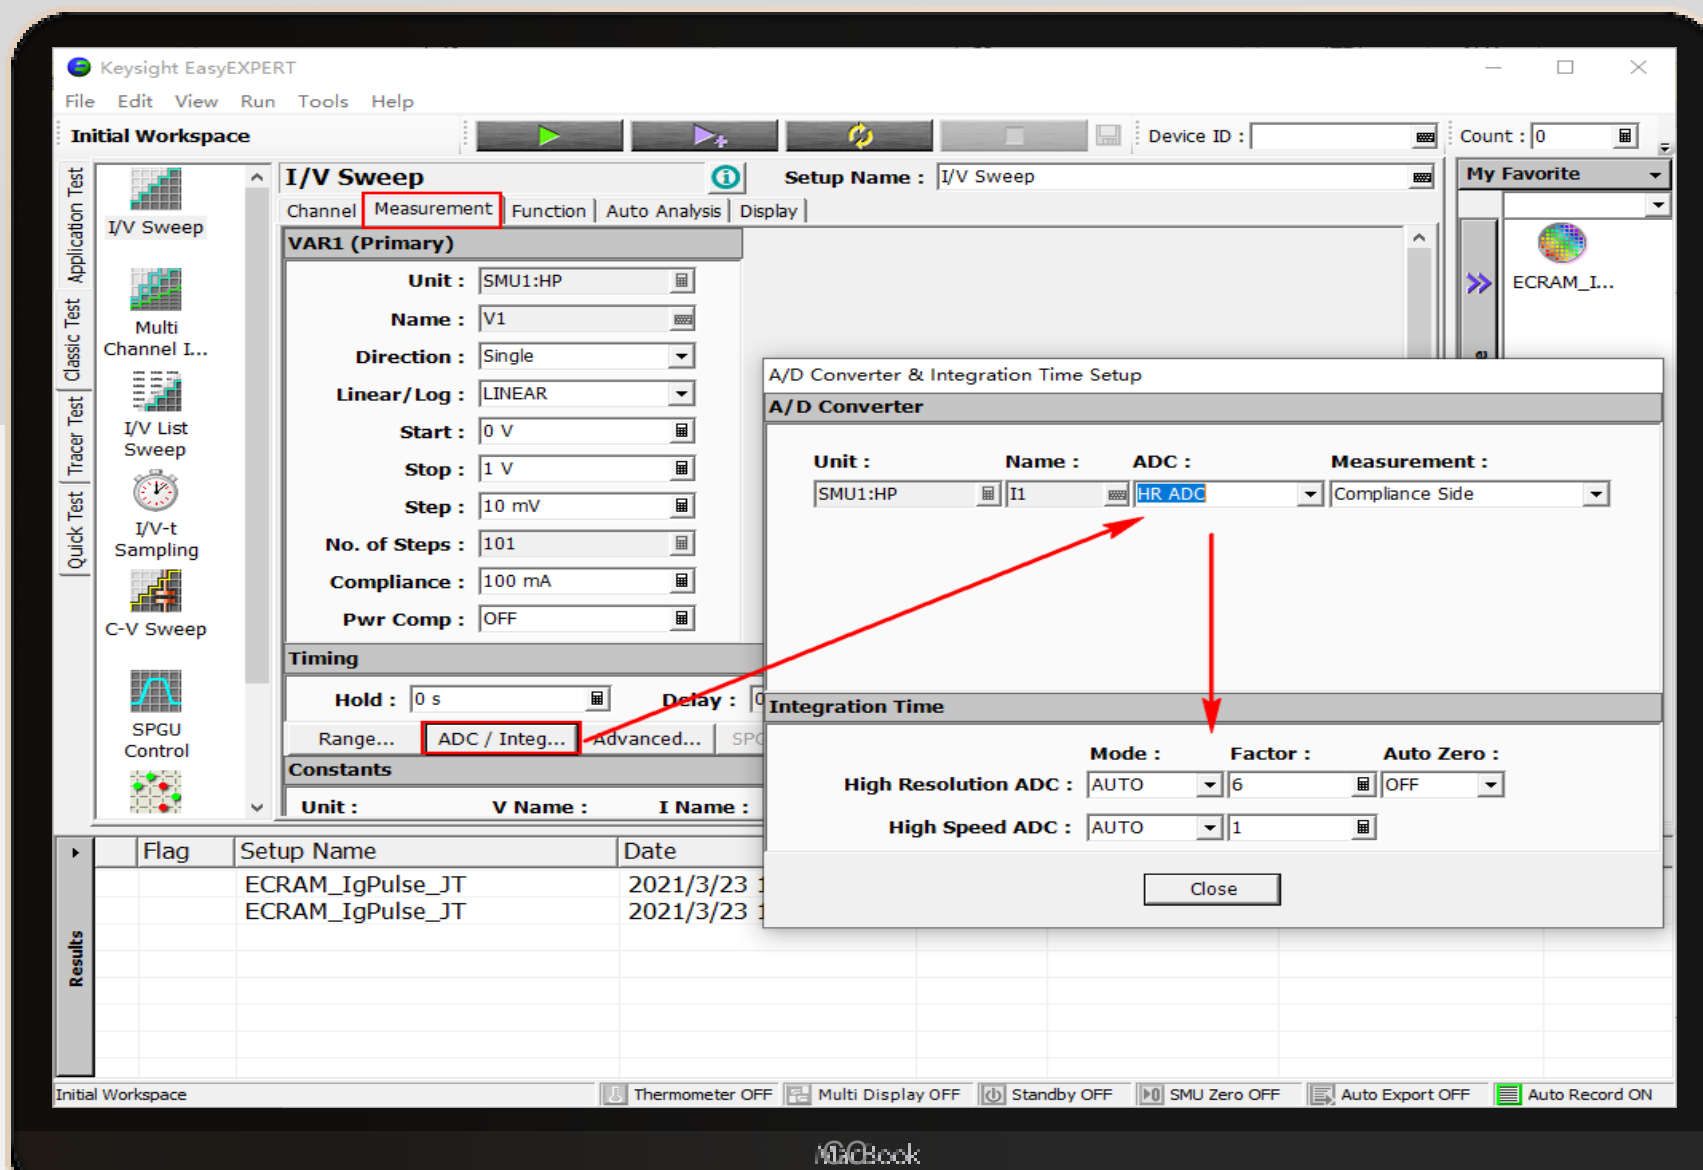 Keysight EasyEXPERT
File Edit View Run Tools Help
Initial Workspace
Device ID :
Count : 0
Application Test
Classic Test
Tracer Test
Quick Test
I/V Sweep
Multi
Channel I...
I/V List
Sweep
I/V-t
Sampling
C-V Sweep
SPGU
Control
I/V Sweep
Setup Name : I/V Sweep
Channel Measurement Function Auto Analysis Display
VAR1 (Primary)
Unit : SMU1:HP
Name : V1
Direction : Single
Linear/Log : LINEAR
Start : 0 V
Stop : 1 V
Step : 10 mV
No. of Steps : 101
Compliance : 100 mA
Pwr Comp : OFF
Timing
Hold : 0 s Delay : 0
Range... ADC / Integ... Advanced... SPG
Constants
Unit : V Name : I Name :
My Favorite
ECRAM_I...
A/D Converter & Integration Time Setup
A/D Converter
Unit : Name : ADC : Measurement :
SMU1:HP I1 HR ADC Compliance Side
Integration Time
Mode : Factor : Auto Zero :
High Resolution ADC : AUTO 6 OFF
High Speed ADC : AUTO 1
Close
Results
Flag Setup Name Date
ECRAM_IgPulse_JT 2021/3/23 1
ECRAM_IgPulse_JT 2021/3/23 1
Initial Workspace Thermometer OFF Multi Display OFF Standby OFF SMU Zero OFF Auto Export OFF Auto Record ON
MacBook